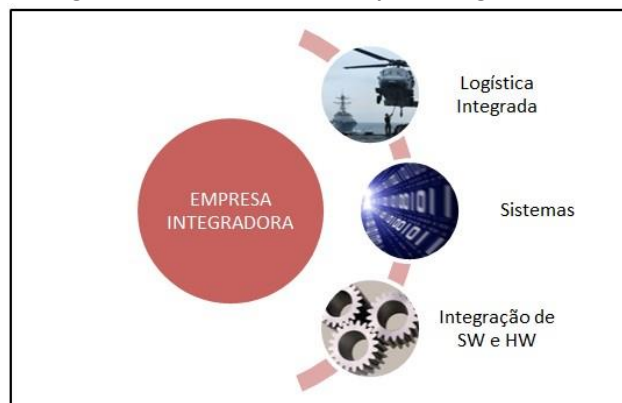 Logística
Integrada
EMPRESA
INTEGRADORA
Sistemas
Integração de
SW e HW